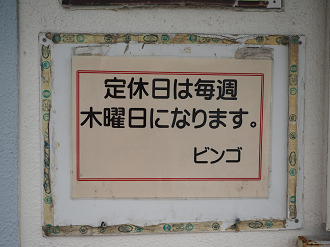 定休日は毎週
木曜日になります。
ビンゴ